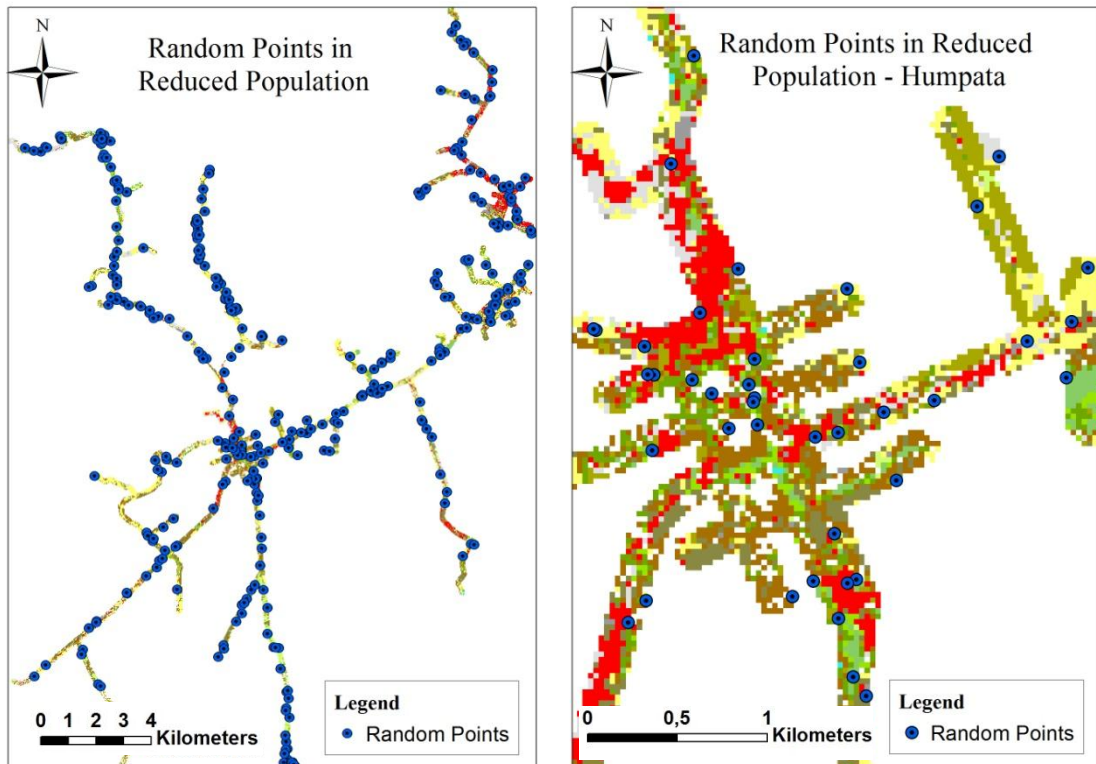 N
Random Points in
Reduced Population
Legend
Random Points
0 1 2 3 4
Kilometers
N
Random Points in Reduced
Population - Humpata
Legend
Random Points
0 0,5 1
Kilometers